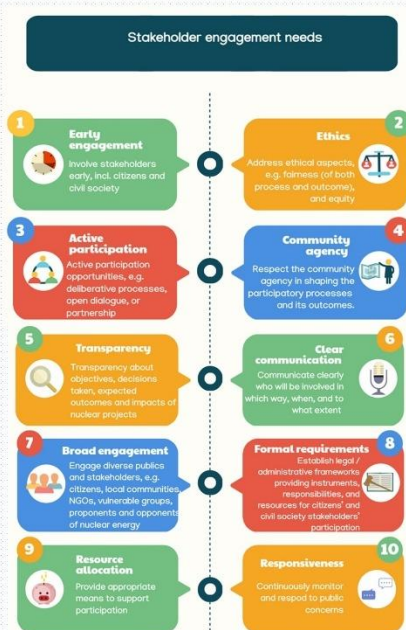 Stakeholder engagement needs
1
Early
engagement
Involve stakeholders
early, incl. citizens and
civil society
2
Ethics
Address ethical aspects,
e.g. fairness (of both
process and outcome),
and equity
3
Active
participation
Active participation
opportunities, e.g.
deliberative processes,
open dialogue, or
partnership
4
Community
agency
Respect the community
agency in shaping the
participatory processes
and its outcomes.
5
Transparency
Transparency about
objectives, decisions
taken, expected
outcomes and impacts of
nuclear projects
6
Clear
communication
Communicate clearly
who will be involved in
which way, when, and to
what extent
7
Broad engagement
Engage diverse publics
and stakeholders, e.g.
citizens, local communities,
NGOs, vulnerable groups,
proponents and opponents
of nuclear energy
8
Formal requirements
Establish legal /
administrative frameworks
providing instruments,
responsibilities, and
resources for citizens' and
civil society stakeholders'
participation
9
Resource
allocation
Provide appropriate
means to support
participation
10
Responsiveness
Continuously monitor
and respod to public
concerns